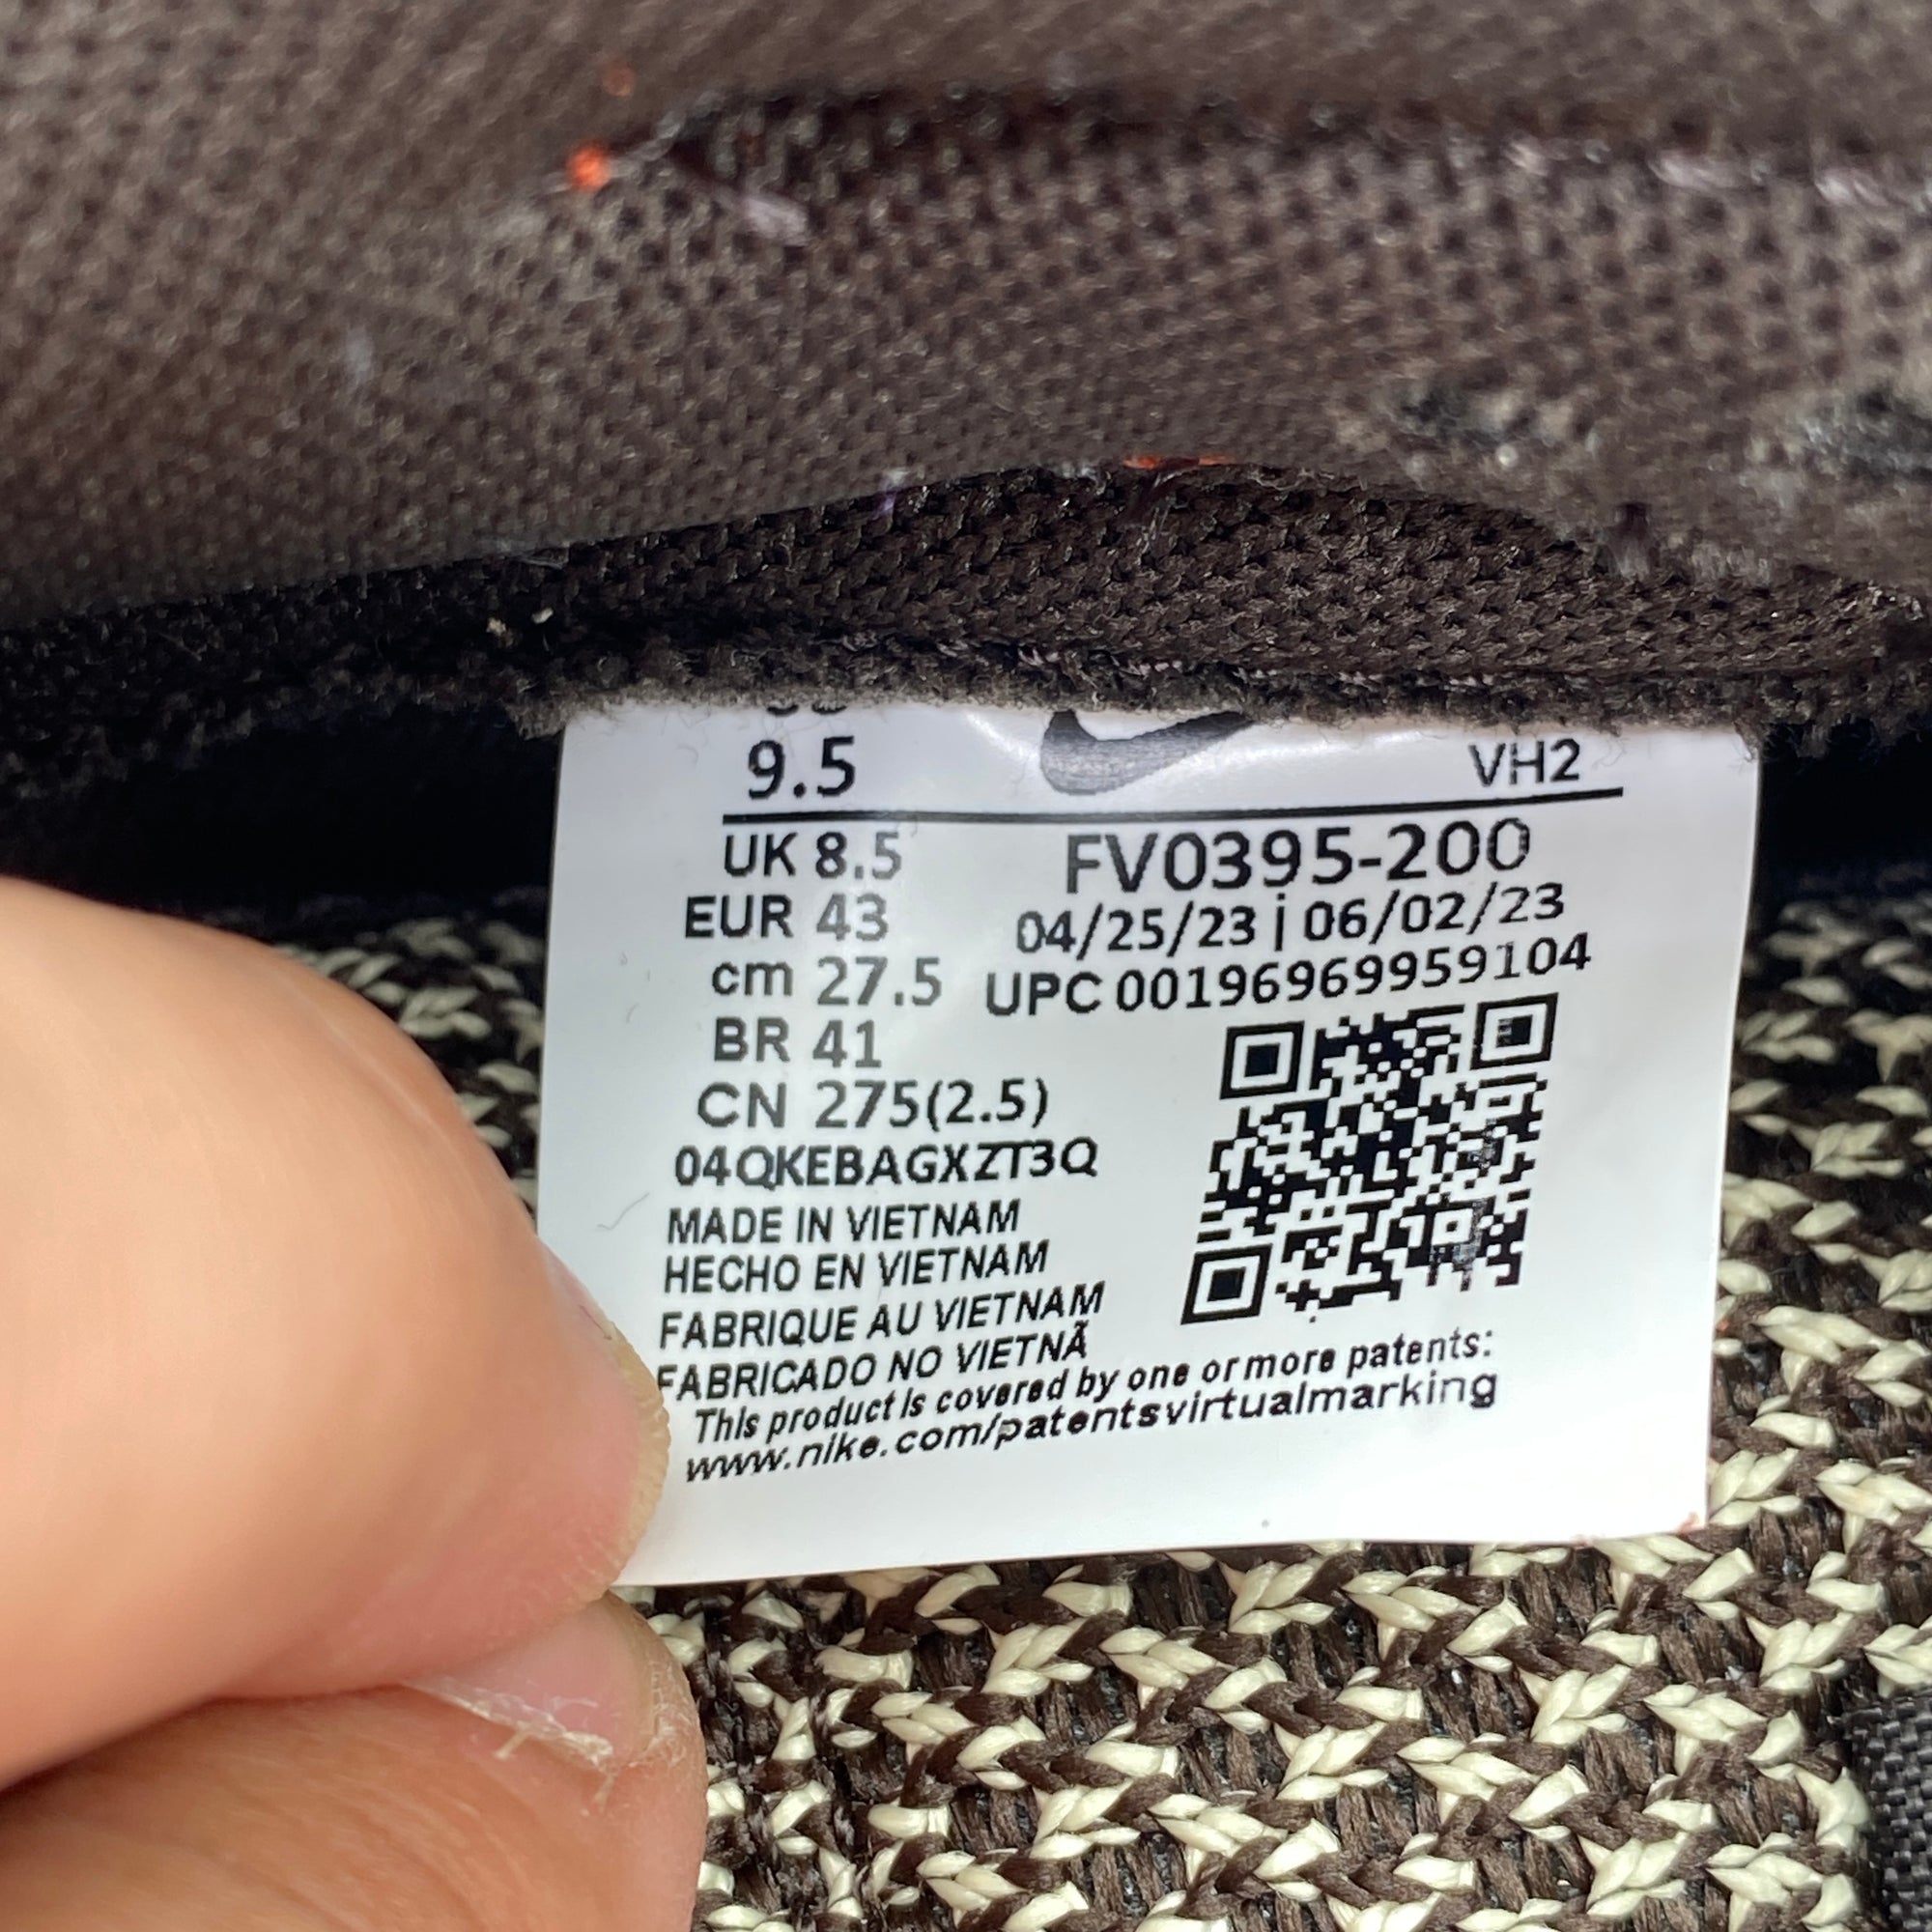 9.5 VH2
UK 8.5 FV0395-200
EUR 43 04/25/23 | 06/02/23
cm 27.5 UPC 00196969959104
BR 41
CN 275(2.5)
04QKEBAGXZT3Q
MADE IN VIETNAM
HECHO EN VIETNAM
FABRIQUE AU VIETNAM
FABRICADO NO VIETNÃ
This product is covered by one or more patents:
www.nike.com/patentsvirtualmarking